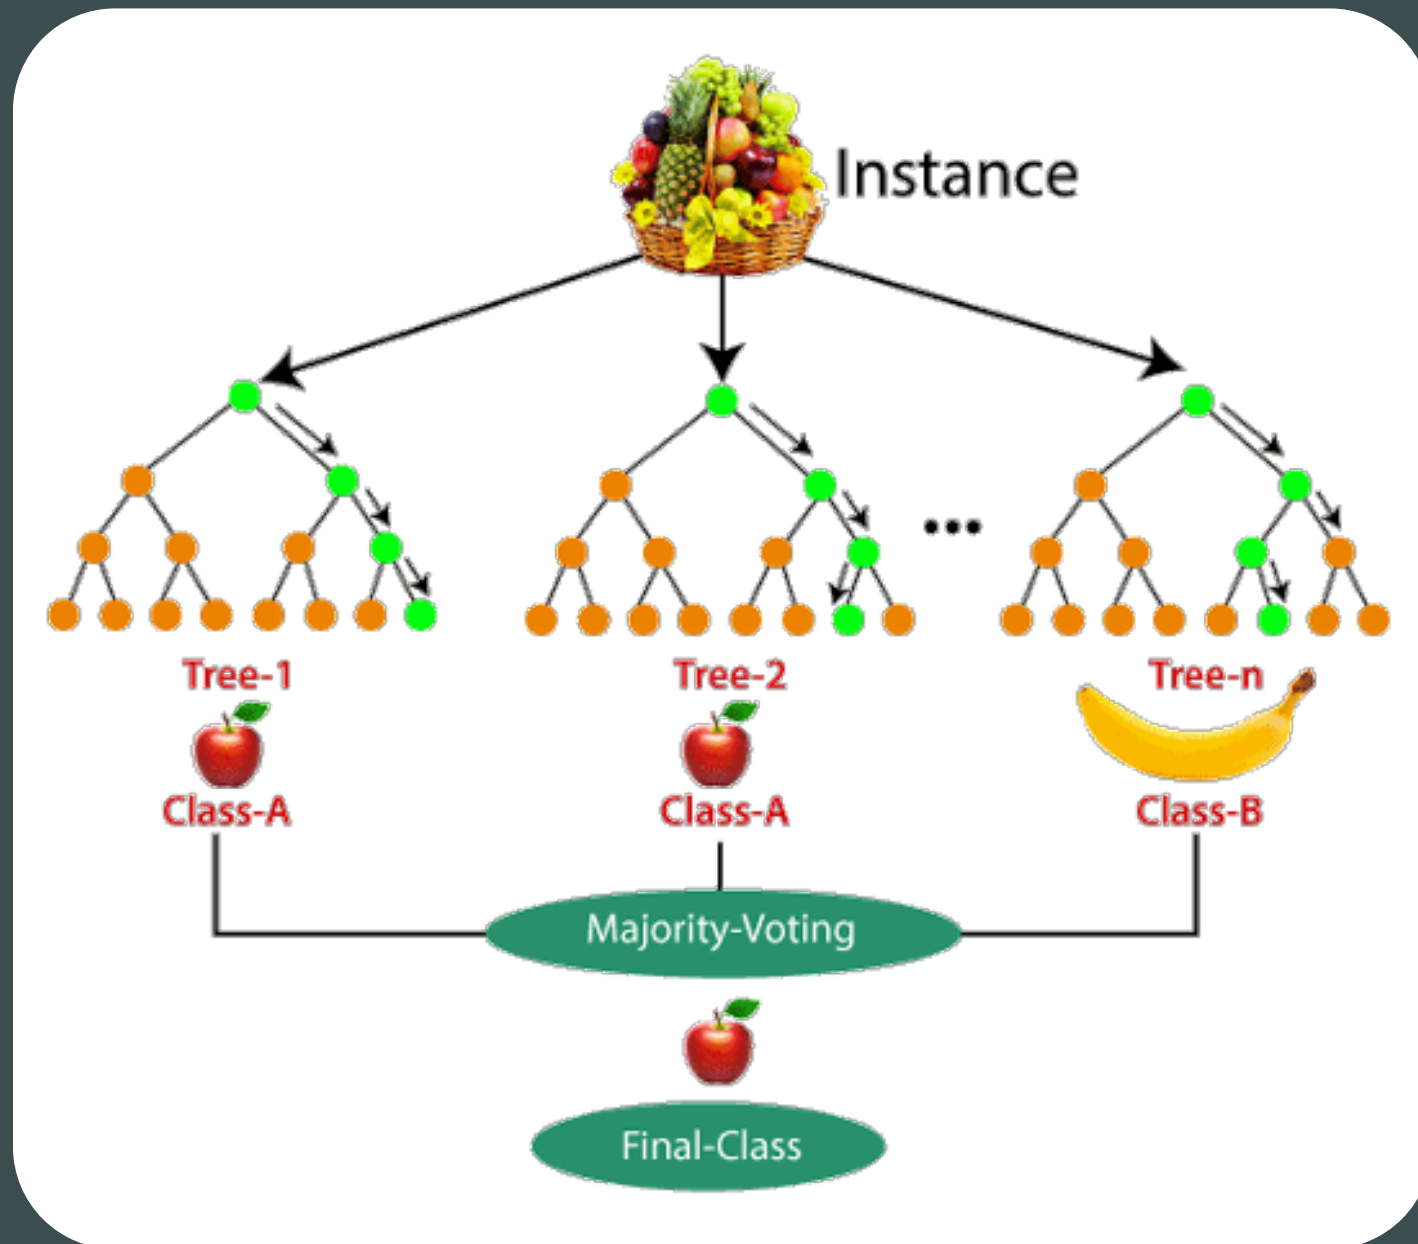 Instance
Tree-1
Tree-2
Tree-n
Class-A
Class-A
Class-B
Majority-Voting
Final-Class